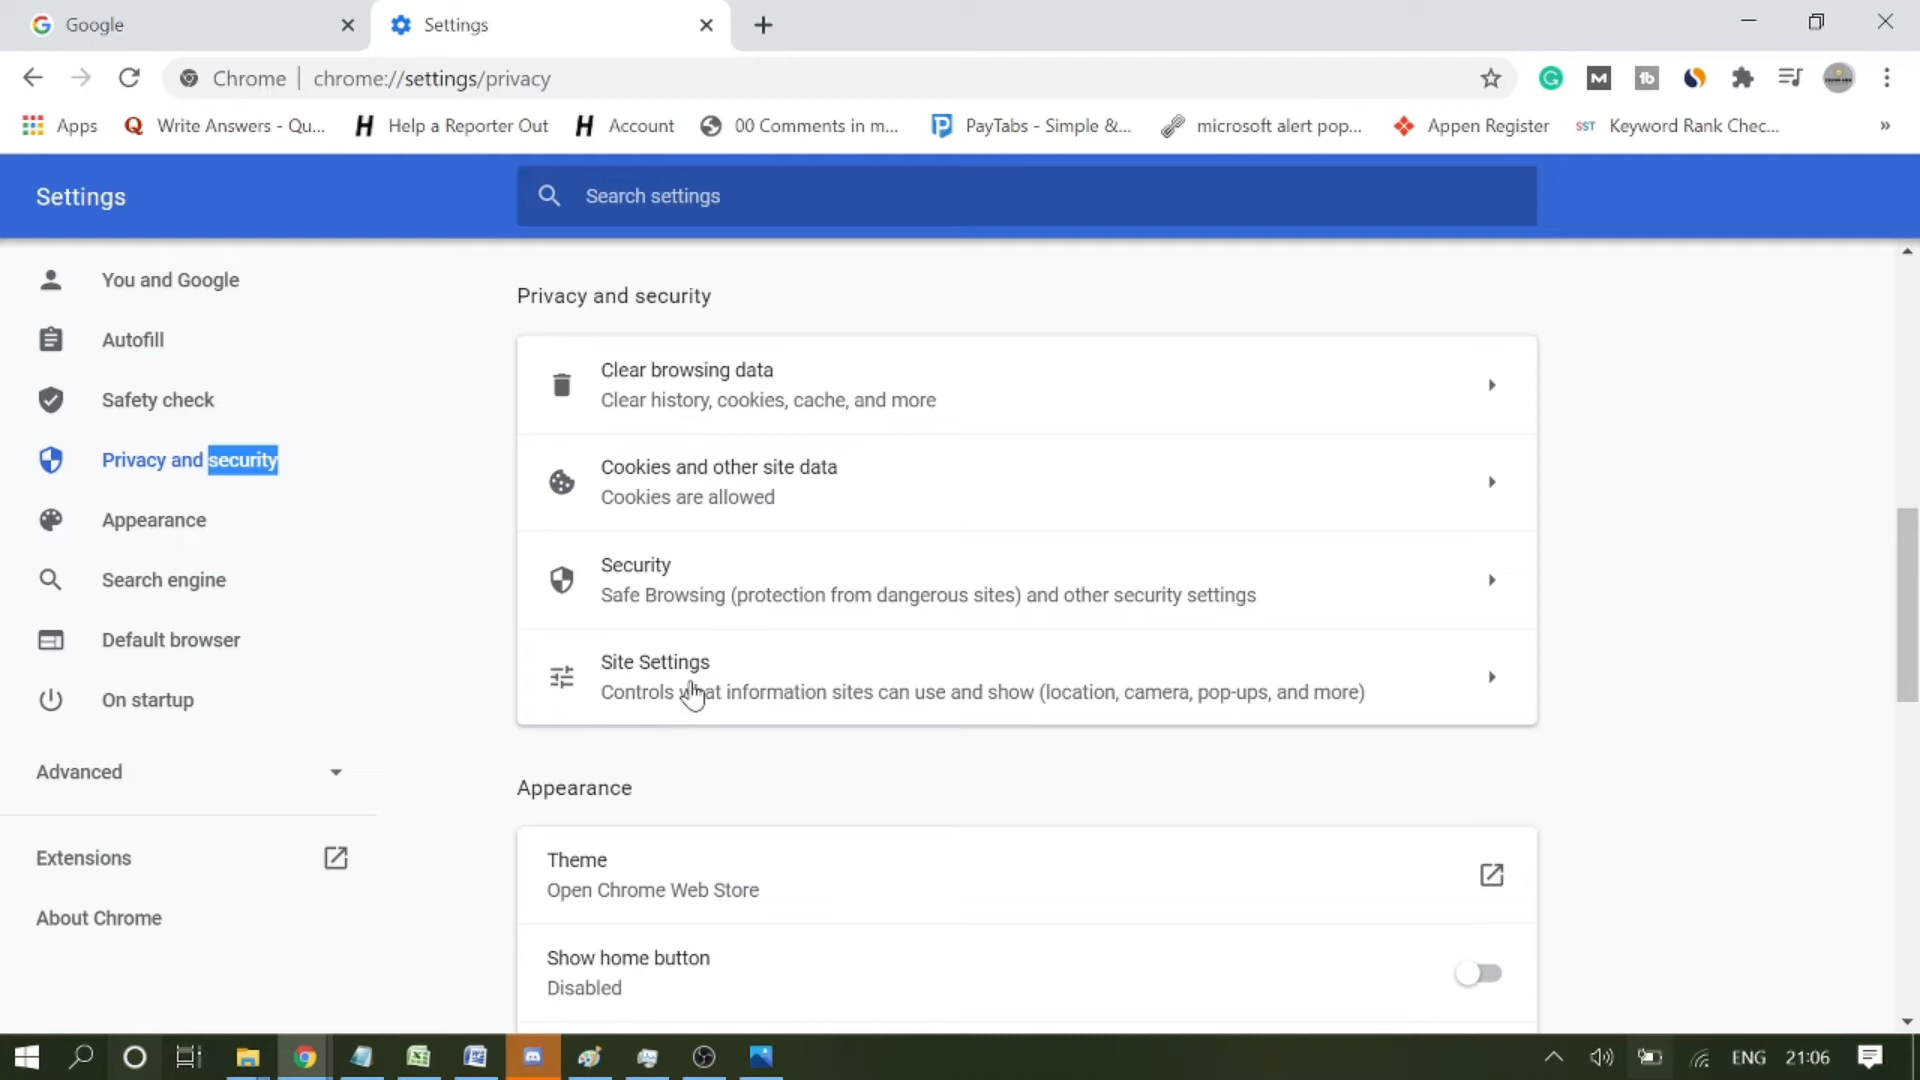 Google
Settings
Chrome | chrome://settings/privacy
Apps
Write Answers - Qu...
Help a Reporter Out
Account
00 Comments in m...
PayTabs - Simple &...
microsoft alert pop...
Appen Register
SST Keyword Rank Chec...
»
Settings
Search settings
You and Google
Autofill
Safety check
Privacy and security
Appearance
Search engine
Default browser
On startup
Advanced
Extensions
About Chrome
Privacy and security
Clear browsing data
Clear history, cookies, cache, and more
Cookies and other site data
Cookies are allowed
Security
Safe Browsing (protection from dangerous sites) and other security settings
Site Settings
Controls what information sites can use and show (location, camera, pop-ups, and more)
Appearance
Theme
Open Chrome Web Store
Show home button
Disabled
ENG 21:06